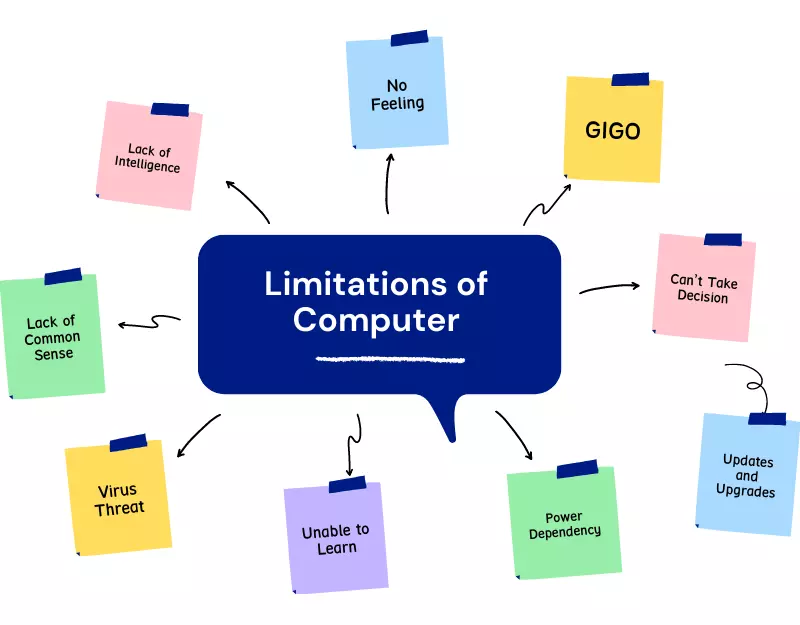 No
Feeling
GIGO
Lack of
Intelligence
Limitations of
Computer
Can't Take
Decision
Lack of
Common
Sense
Virus
Threat
Unable to
Learn
Power
Dependency
Updates
and
Upgrades